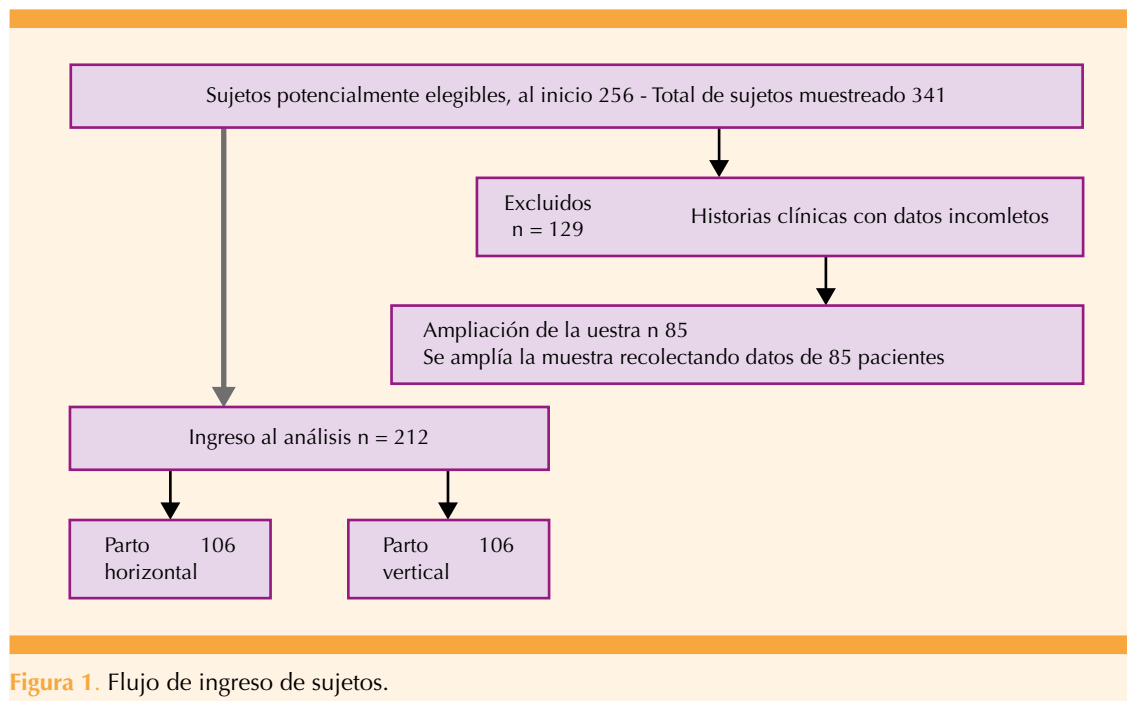 Sujetos potencialmente elegibles, al inicio 256 - Total de sujetos muestreado 341
Excluidos
n = 129
Historias clínicas con datos incomletos
Ampliación de la uestra n 85
Se amplía la muestra recolectando datos de 85 pacientes
Ingreso al análisis n = 212
Parto 106
horizontal
Parto 106
vertical
Figura 1. Flujo de ingreso de sujetos.